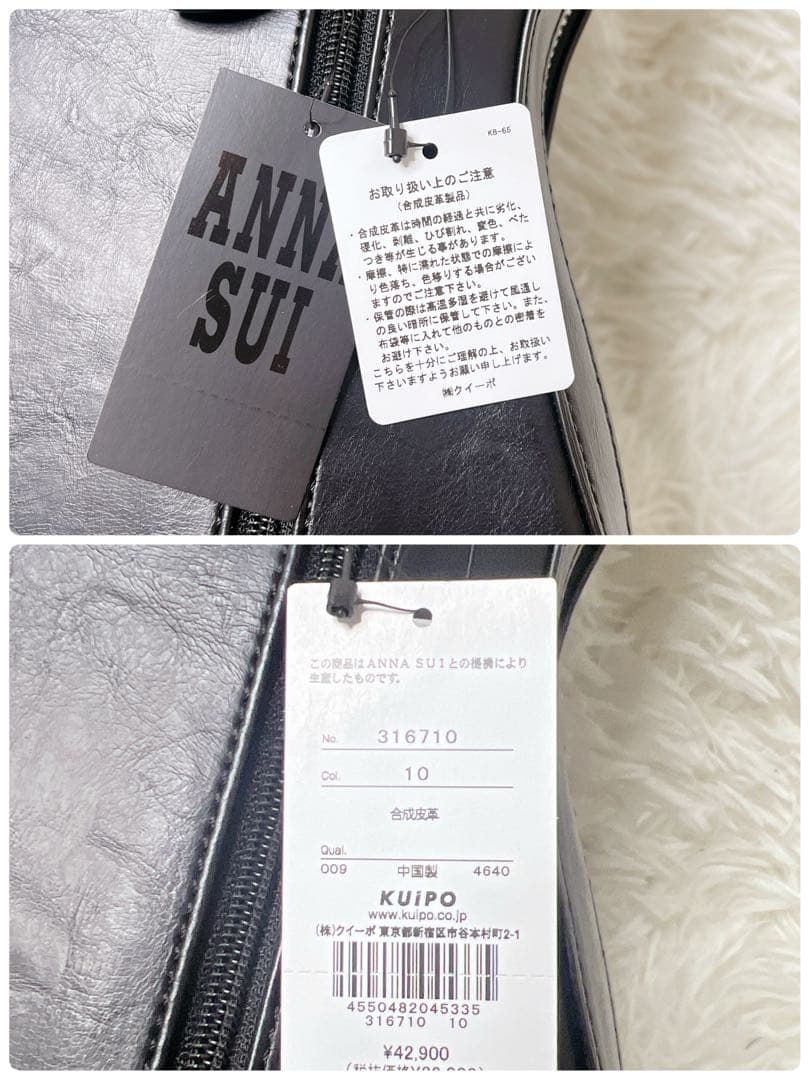 ANNA
SUI
KB-65
お取り扱い上のご注意
(合成皮革製品)
・合成皮革は時間の経過と共に劣化、
硬化、剥離、ひび割れ、変色、べた
つき等が生じる事があります。
・摩擦、特に濡れた状態での摩擦によ
り色落ち、色移りする場合がござい
ますのでご注意下さい。
・保管の際は高温多湿を避けて風通し
の良い暗所に保管して下さい。また、
布袋等に入れて他のものとの密着を
お避け下さい。
こちらを十分にご理解の上、お取扱い
下さいますようお願い申し上げます。
㈱クイーポ
この商品はANNA SUIとの提携により
生産したものです。
No. 316710
Col. 10
合成皮革
Qual.
009 中国製 4640
KUiPO
www.kuipo.co.jp
(株)クイーポ 東京都新宿区市谷本村町2-1
4550482045335
316710 10
¥42,900